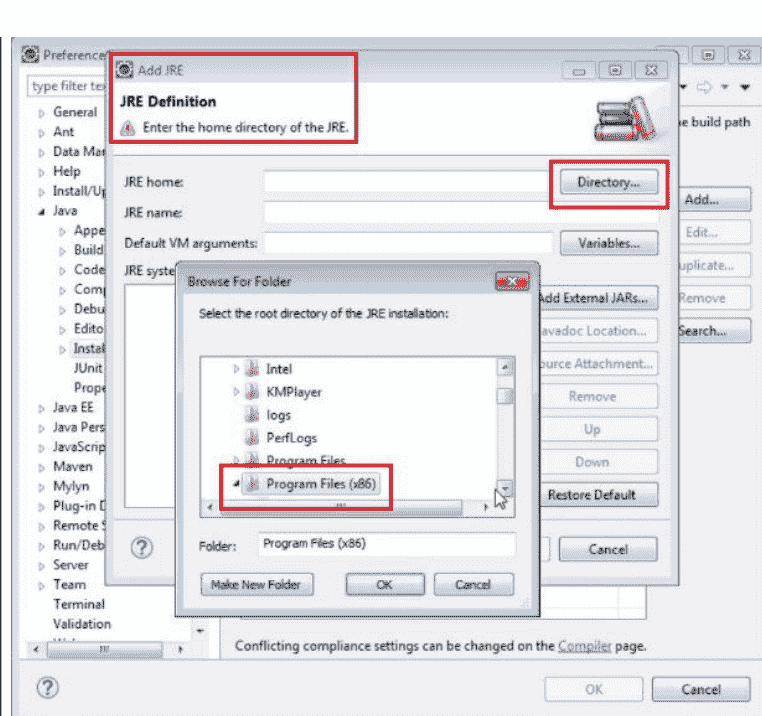 Preference
Add JRE
type filter te
JRE Definition
Enter the home directory of the JRE.
e build path
General
Ant
Data Mar
Help
Install/Up
Java
Appe
Build
Code
Comp
Debu
Edito
Instal
JUnit
Prope
Java EE
Java Pers
JavaScrip
Maven
Mylyn
Plug-in D
Remote S
Run/Deb
Server
Team
Terminal
Validation
JRE home:
Directory...
JRE name:
Default VM arguments:
Variables...
JRE syste
Add External JARs...
avadoc Location...
ource Attachment...
Remove
Up
Down
Restore Default
Cancel
Add...
Edit...
uplicate...
Remove
Search...
Browse For Folder
Select the root directory of the JRE installation:
Intel
KMPlayer
logs
PerfLogs
Program Files
Program Files (x86)
Folder:
Program Files (x86)
Make New Folder
OK
Cancel
Conflicting compliance settings can be changed on the Compiler page.
OK
Cancel